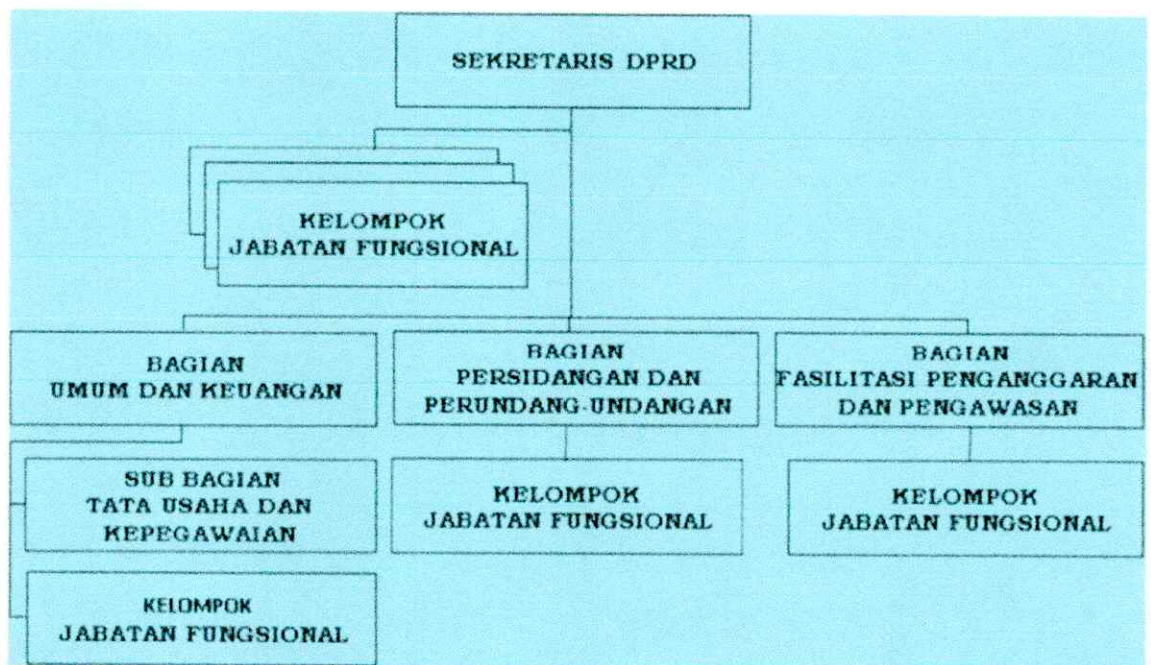 SEKRETARIS DPRD
KELOMPOK
JABATAN FUNGSIONAL
BAGIAN
UMUM DAN KEUANGAN
BAGIAN
PERSIDANGAN DAN
PERUNDANG-UNDANGAN
BAGIAN
FASILITASI PENGANGGARAN
DAN PENGAWASAN
SUB BAGIAN
TATA USAHA DAN
KEPEGAWAIAN
KELOMPOK
JABATAN FUNGSIONAL
KELOMPOK
JABATAN FUNGSIONAL
KELOMPOK
JABATAN FUNGSIONAL